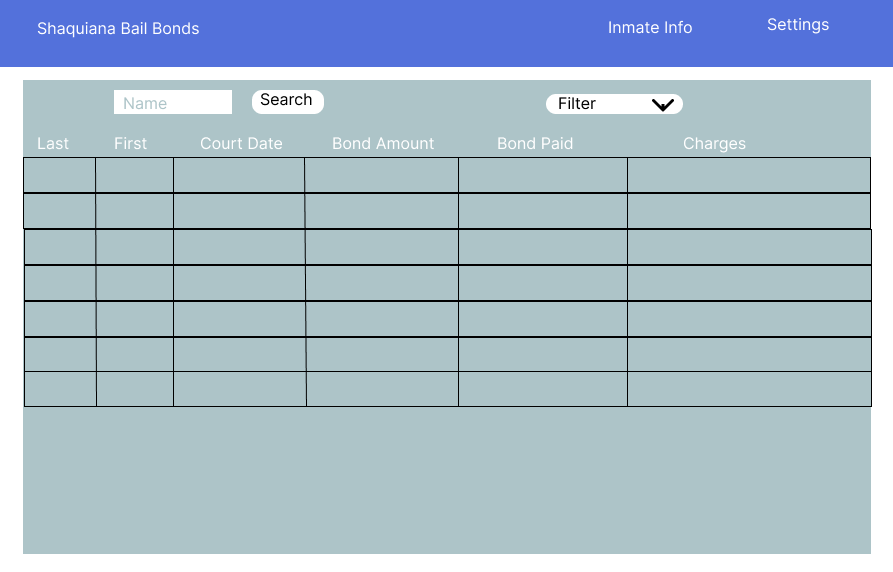 Shaquiana Bail Bonds Inmate Info Settings
Name Search Filter
Last First Court Date Bond Amount Bond Paid Charges